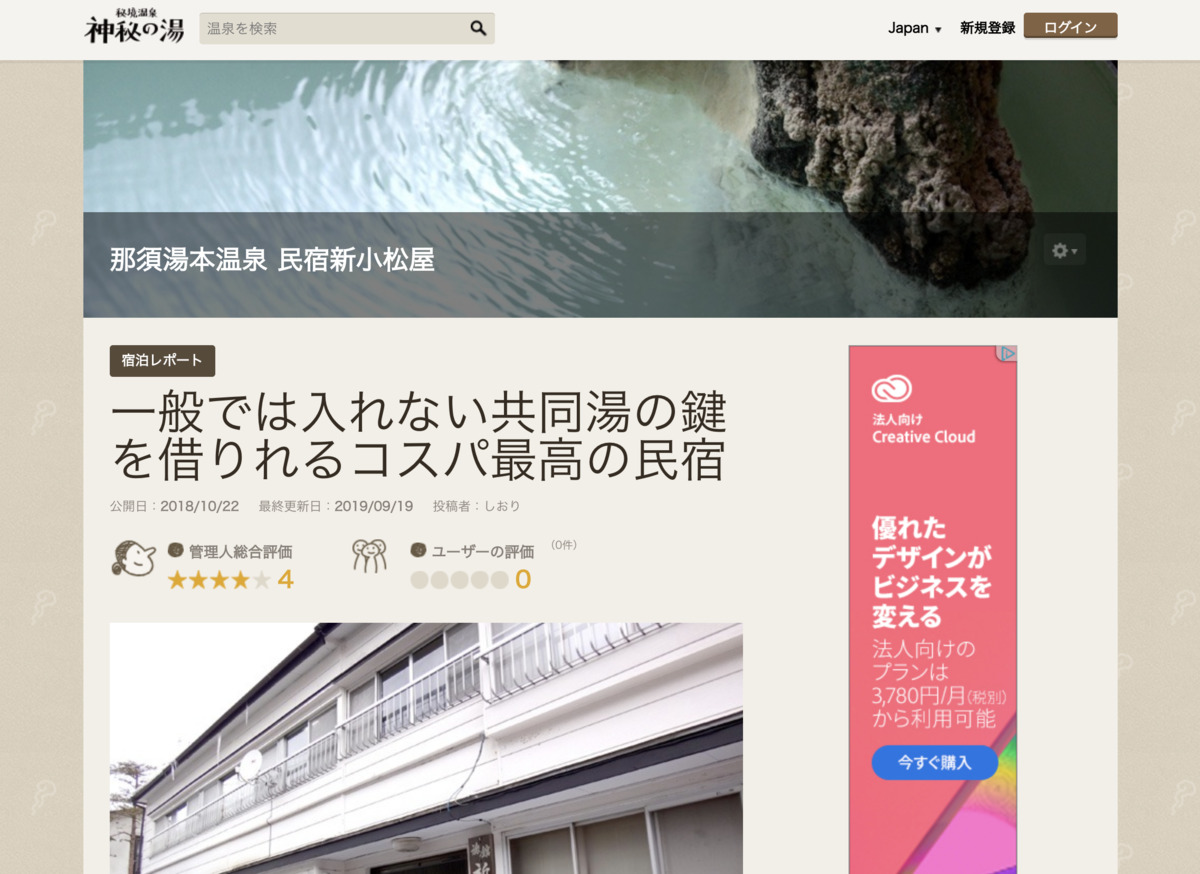 秘境温泉
神秘の湯
温泉を検索
Japan ▼
新規登録
ログイン
那須湯本温泉 民宿新小松屋
宿泊レポート
一般では入れない共同湯の鍵
を借りれるコスパ最高の民宿
公開日：2018/10/22 最終更新日：2019/09/19 投稿者：しおり
管理人総合評価
★★★★★ 4
ユーザーの評価 (0件)
0
法人向け
Creative Cloud
優れた
デザインが
ビジネスを
変える
法人向けの
プランは
3,780円/月(税別)
から利用可能
今すぐ購入